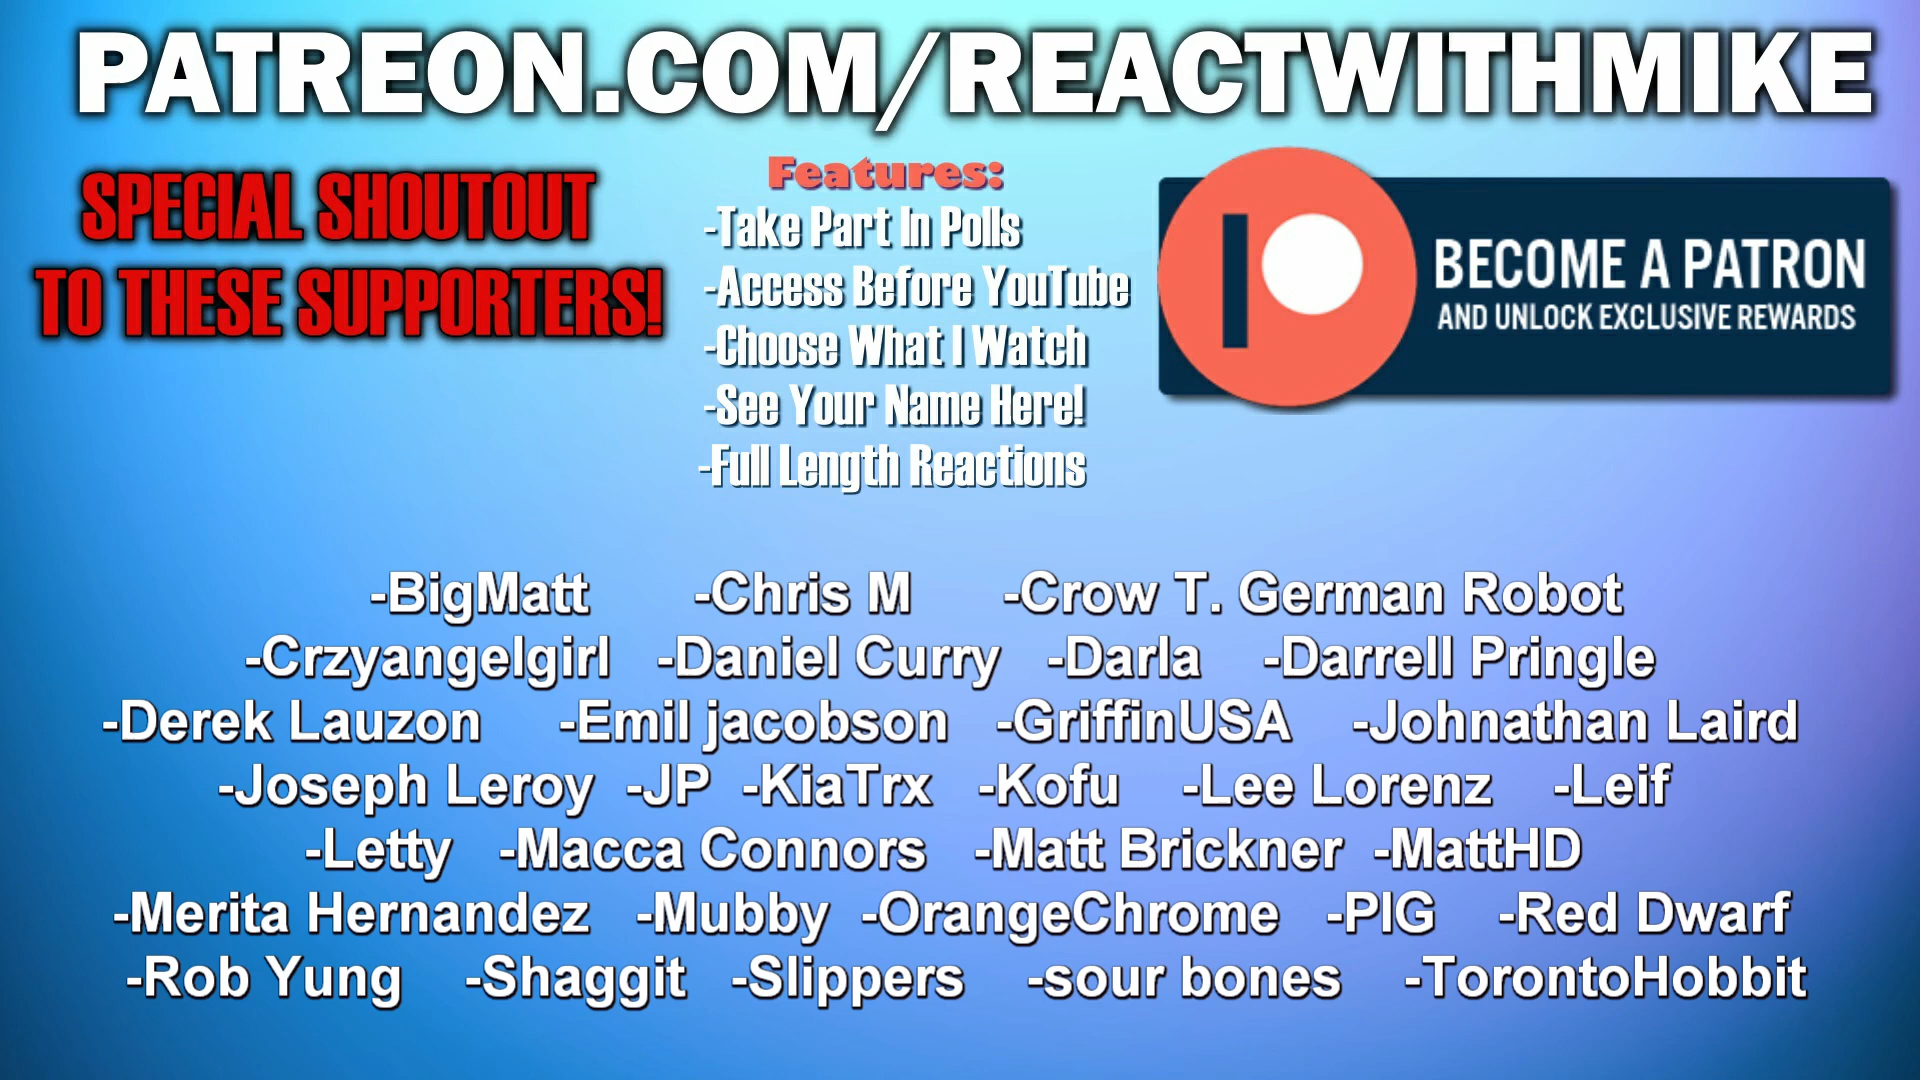 PATREON.COM/REACTWITHMIKE
SPECIAL SHOUTOUT
TO THESE SUPPORTERS!
Features:
-Take Part In Polls
-Access Before YouTube
-Choose What I Watch
-See Your Name Here!
-Full Length Reactions
BECOME A PATRON
AND UNLOCK EXCLUSIVE REWARDS
-BigMatt -Chris M -Crow T. German Robot
-Crzyangelgirl -Daniel Curry -Darla -Darrell Pringle
-Derek Lauzon -Emil jacobson -GriffinUSA -Johnathan Laird
-Joseph Leroy -JP -KiaTrx -Kofu -Lee Lorenz -Leif
-Letty -Macca Connors -Matt Brickner -MattHD
-Merita Hernandez -Mubby -OrangeChrome -PIG -Red Dwarf
-Rob Yung -Shaggit -Slippers -sour bones -TorontoHobbit